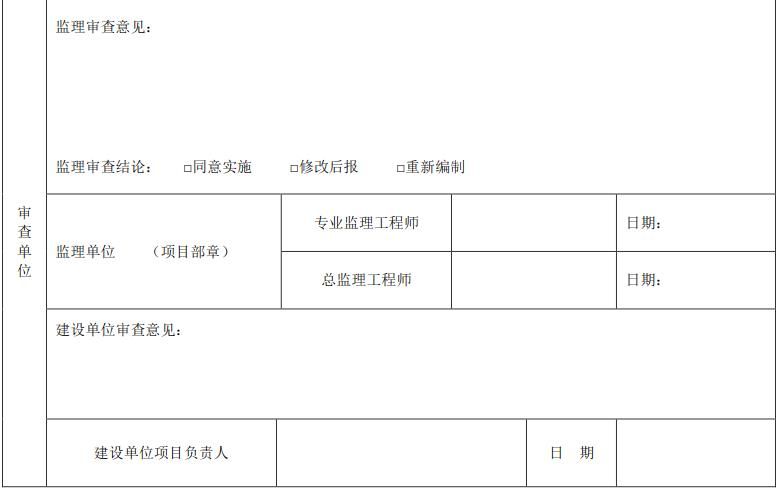 监理审查意见：
监理审查结论： □同意实施 □修改后报 □重新编制
审查单位
监理单位 （项目部章）
专业监理工程师 日期：
总监理工程师 日期：
建设单位审查意见：
建设单位项目负责人 日 期